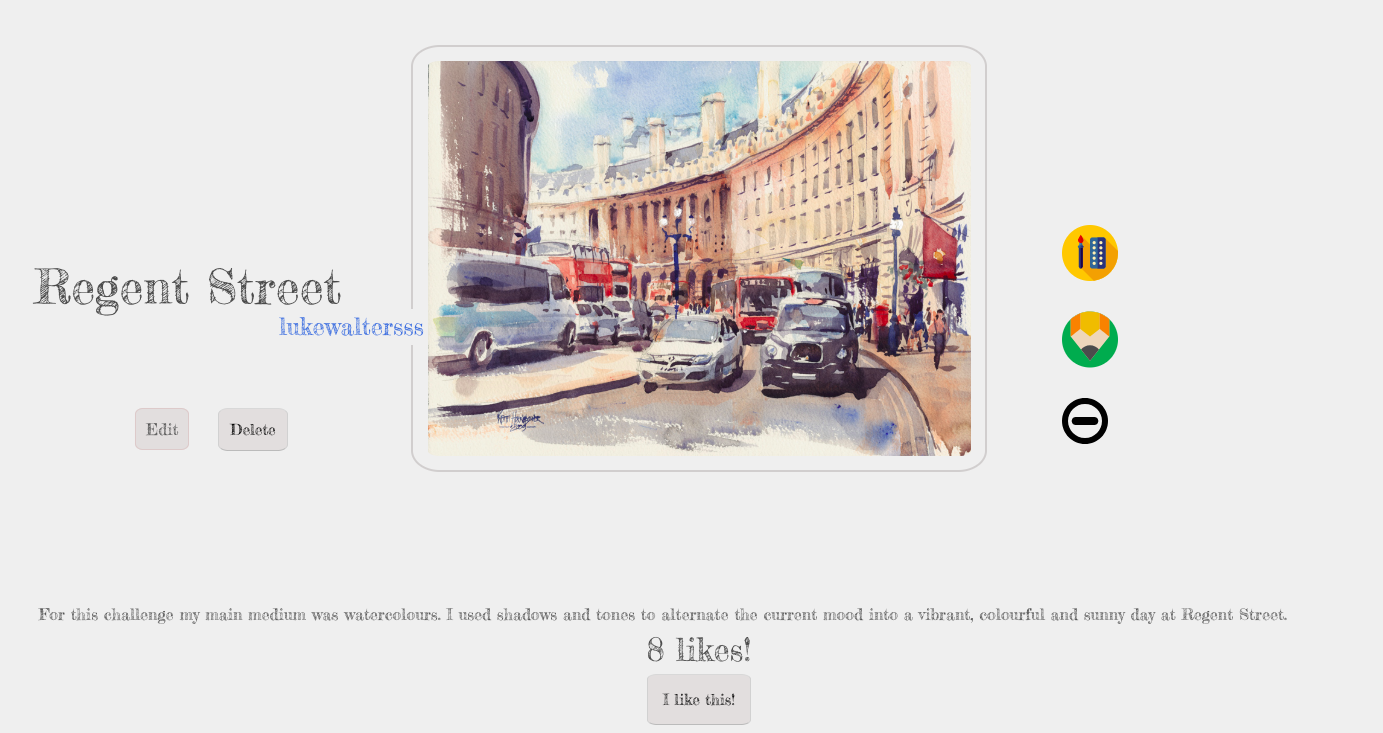 Regent Street
lukewaltersss
Edit
Delete
For this challenge my main medium was watercolours. I used shadows and tones to alternate the current mood into a vibrant, colourful and sunny day at Regent Street.
8 likes!
I like this!